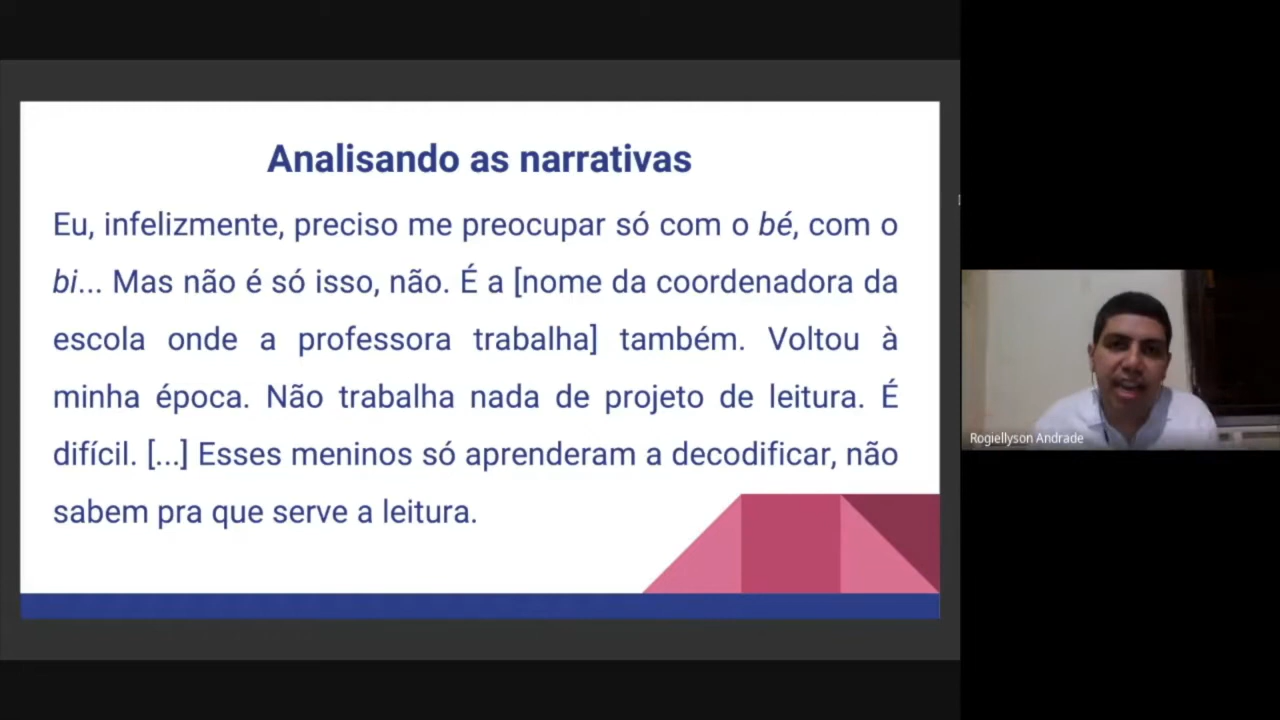 Analisando as narrativas
Eu, infelizmente, preciso me preocupar só com o bé, com o
bi... Mas não é só isso, não. É a [nome da coordenadora da
escola onde a professora trabalha] também. Voltou à
minha época. Não trabalha nada de projeto de leitura. É
difícil. [...] Esses meninos só aprenderam a decodificar, não
sabem pra que serve a leitura.
Rogiellyson Andrade